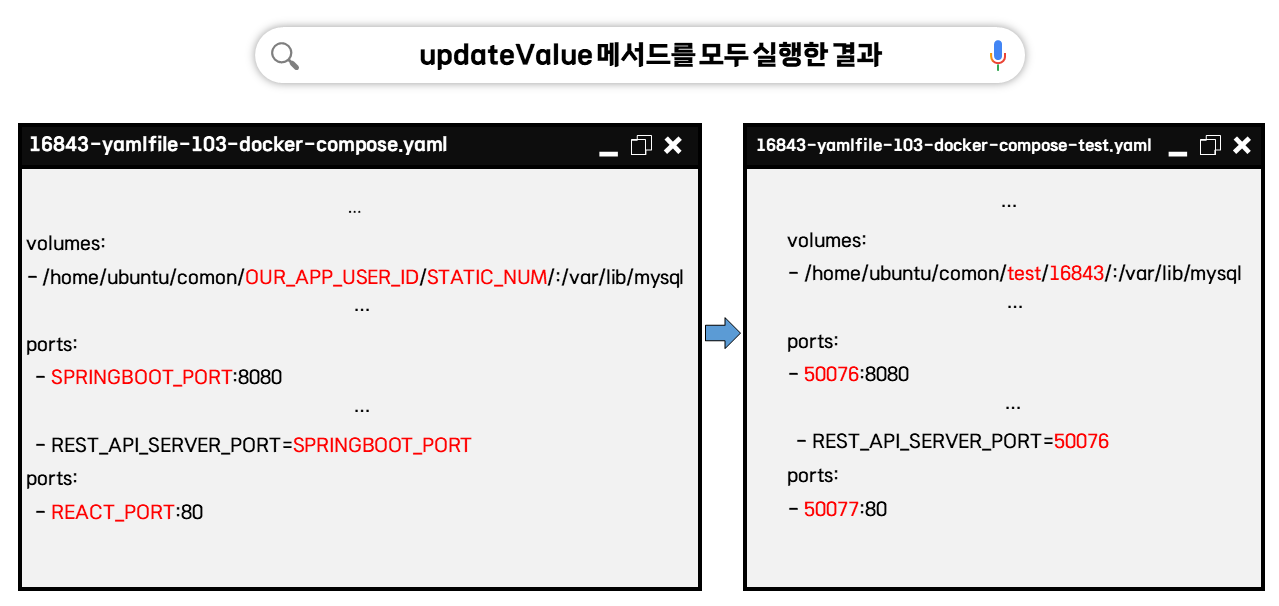 updateValue 메서드를 모두 실행한 결과
16843-yamlfile-103-docker-compose.yaml
...
volumes:
- /home/ubuntu/comon/OUR_APP_USER_ID/STATIC_NUM/:/var/lib/mysql
...
ports:
- SPRINGBOOT_PORT:8080
...
- REST_API_SERVER_PORT=SPRINGBOOT_PORT
ports:
- REACT_PORT:80
16843-yamlfile-103-docker-compose-test.yaml
...
volumes:
- /home/ubuntu/comon/test/16843/:/var/lib/mysql
...
ports:
- 50076:8080
...
- REST_API_SERVER_PORT=50076
ports:
- 50077:80